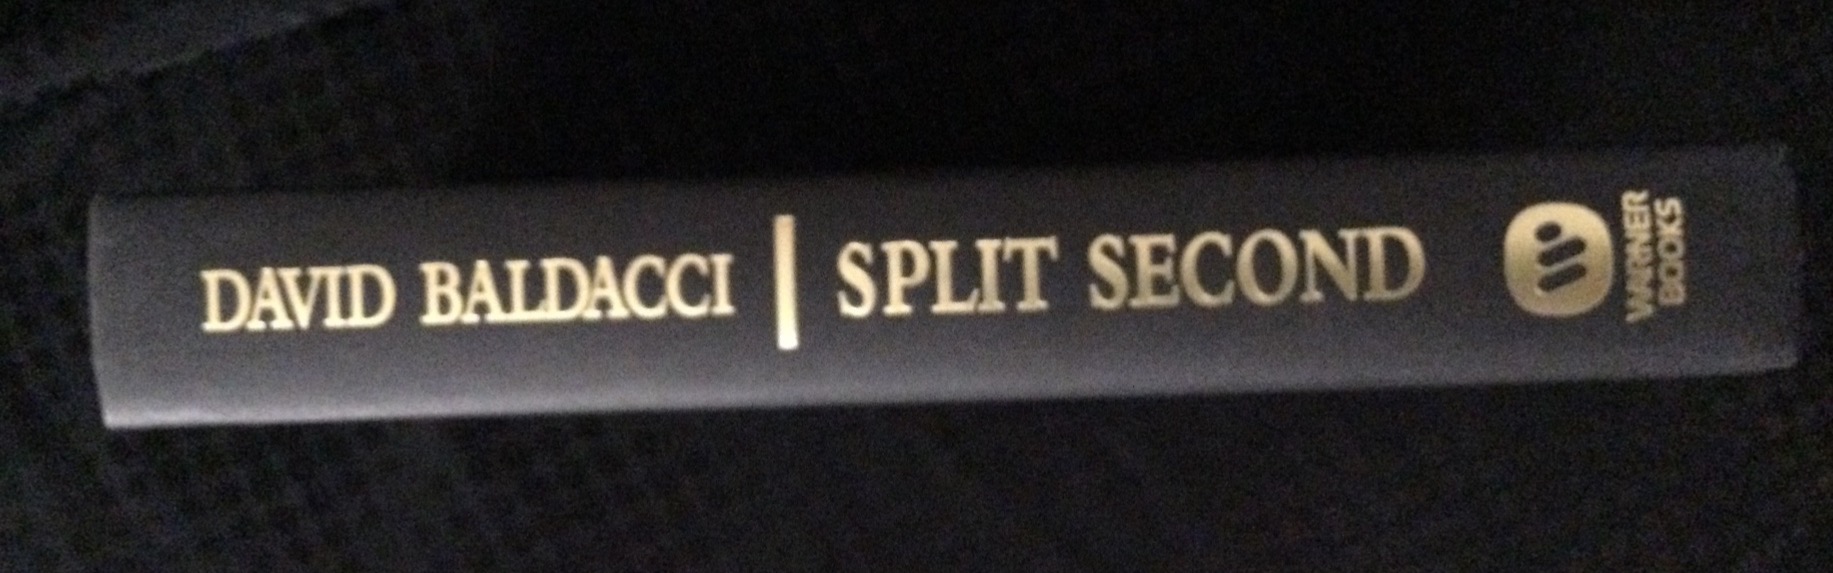 DAVID BALDACCI | SPLIT SECOND
WARNER
BOOKS